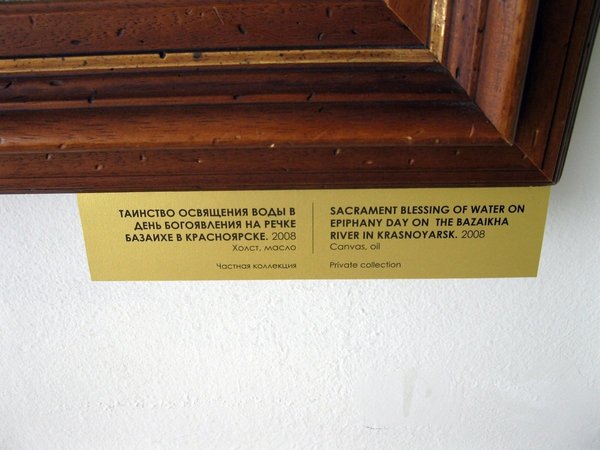 ТАИНСТВО ОСВЯЩЕНИЯ ВОДЫ В
ДЕНЬ БОГОЯВЛЕНИЯ НА РЕЧКЕ
БАЗАИХЕ В КРАСНОЯРСКЕ. 2008
Холст, масло
Частная коллекция
SACRAMENT BLESSING OF WATER ON
EPIPHANY DAY ON THE BAZAIKHA
RIVER IN KRASNOYARSK. 2008
Canvas, oil
Private collection